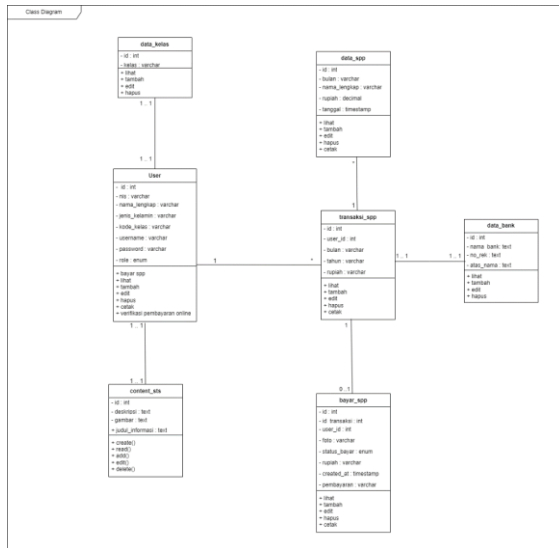 Class Diagram
data_kelas
- id : int
- kelas : varchar
+ lihat
+ tambah
+ edit
+ hapus
1 .. 1
1 .. 1
User
- id : int
- nis : varchar
- nama_lengkap : varchar
- jenis_kelamin : varchar
- kode_kelas : varchar
- username : varchar
- password : varchar
- role : enum
+ bayar spp
+ lihat
+ tambah
+ edit
+ hapus
+ cetak
+ verifikasi pembayaran online
1
*
1 .. 1
1 .. 1
content_sts
- id : int
- deskripsi : text
- gambar : text
+ judul_informasi : text
+ create()
+ read()
+ add()
+ edit()
+ delete()
data_spp
- id : int
- bulan : varchar
- nama_lengkap : varchar
- rupiah : decimal
- tanggal : timestamp
+ lihat
+ tambah
+ edit
+ hapus
+ cetak
*
1
transaksi_spp
- id : int
- user_id : int
- bulan : varchar
- tahun : varchar
- rupiah : varchar
+ lihat
+ tambah
+ edit
+ hapus
+ cetak
1..1
1 .. 1
data_bank
- id : int
- nama bank: text
- no_rek : text
- atas_nama : text
+ lihat
+ tambah
+ edit
+ hapus
1
0 ..1
bayar_spp
- id : int
- id transaksi : int
- user_id : int
- foto : varchar
- status_bayar : enum
- rupiah : varchar
- created_at : timestamp
- pembayaran : varchar
+ lihat
+ tambah
+ edit
+ hapus
+ cetak